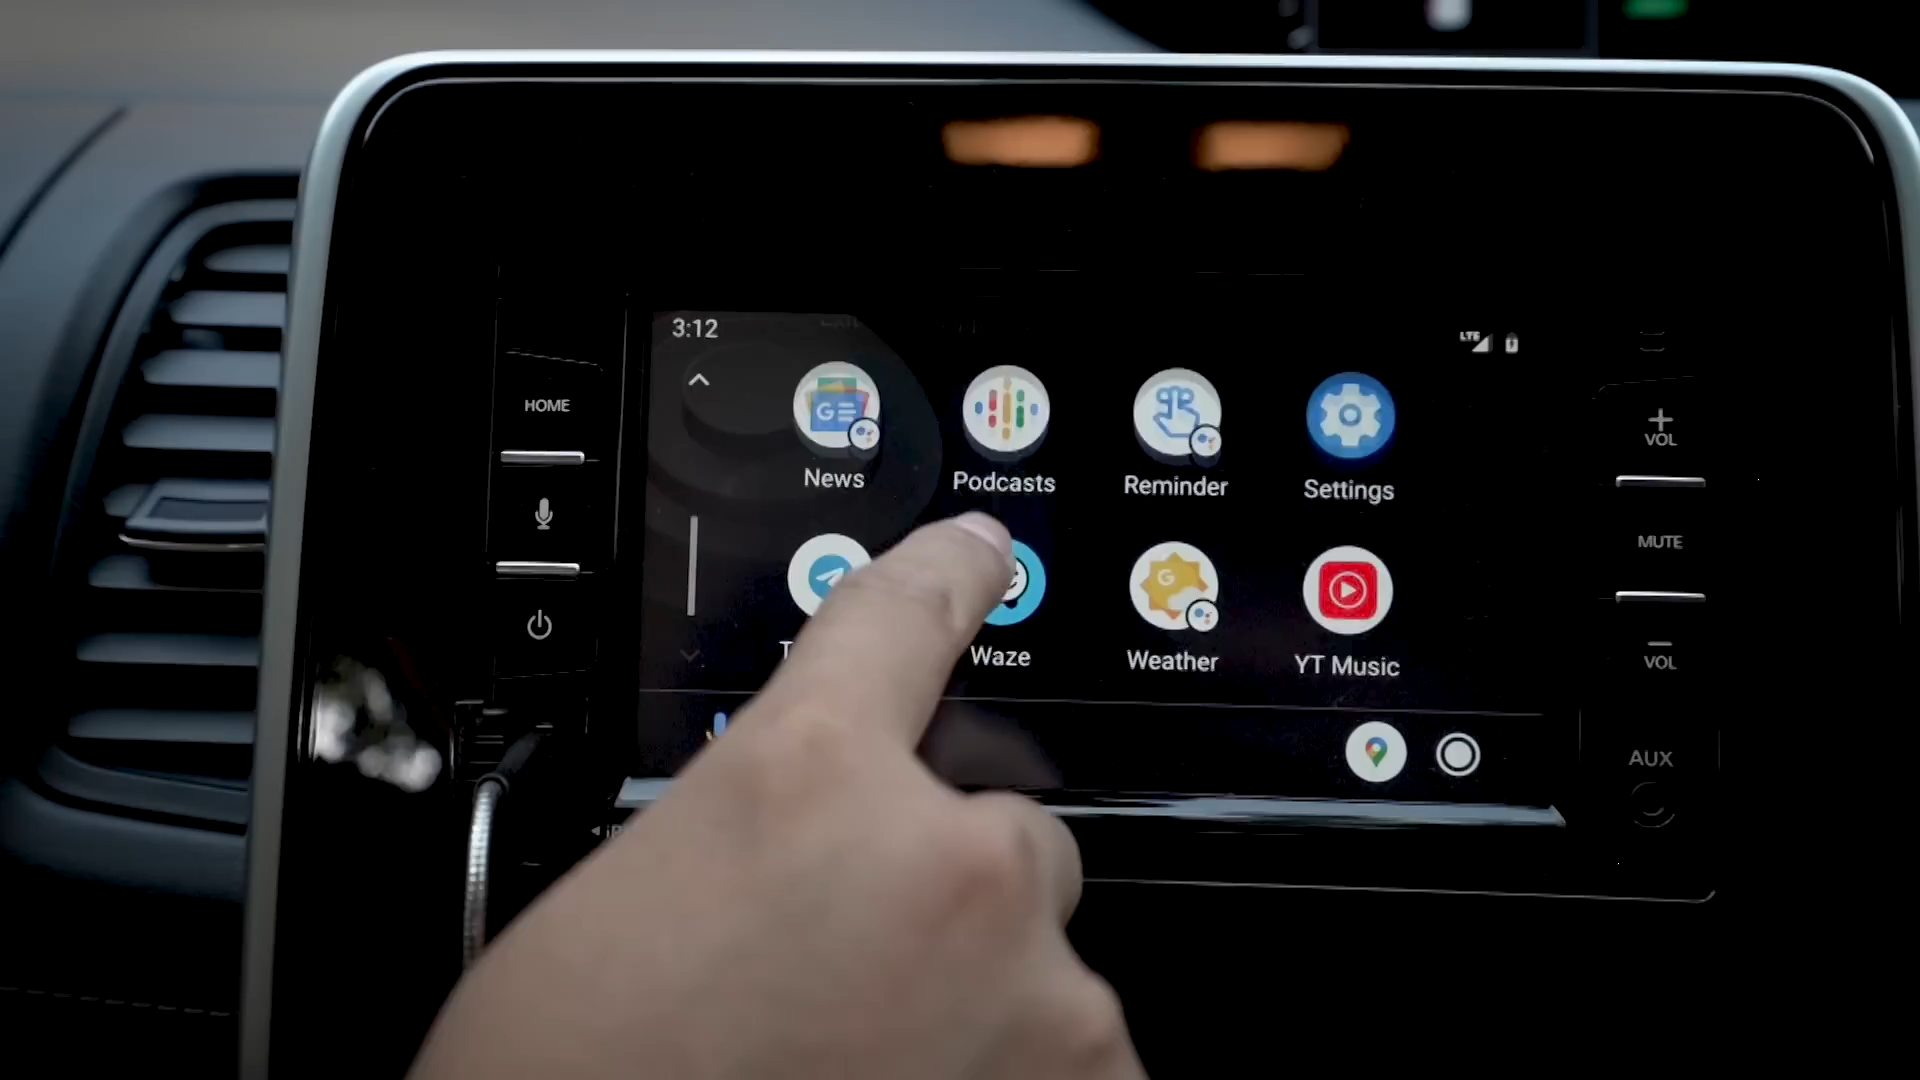 3:12
LTE
HOME
News
Podcasts
Reminder
Settings
+
VOL
MUTE
Waze
Weather
YT Music
VOL
AUX